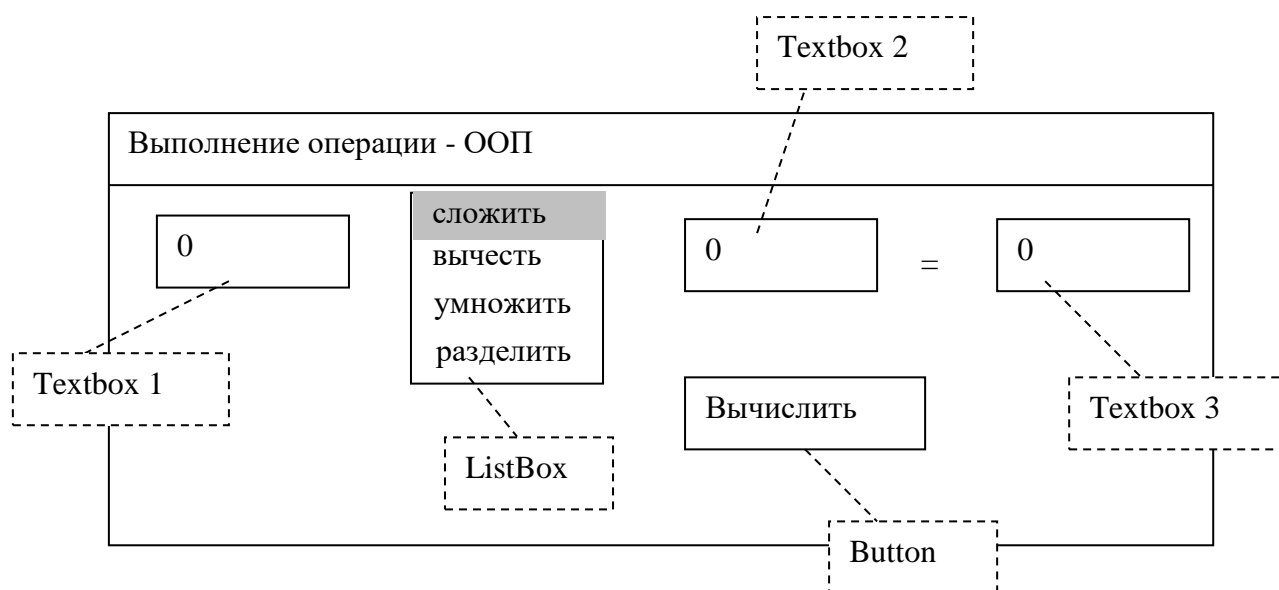 Textbox 2
Выполнение операции - ООП
0
сложить
вычесть
умножить
разделить
0
=
0
Textbox 1
Вычислить
Textbox 3
ListBox
Button